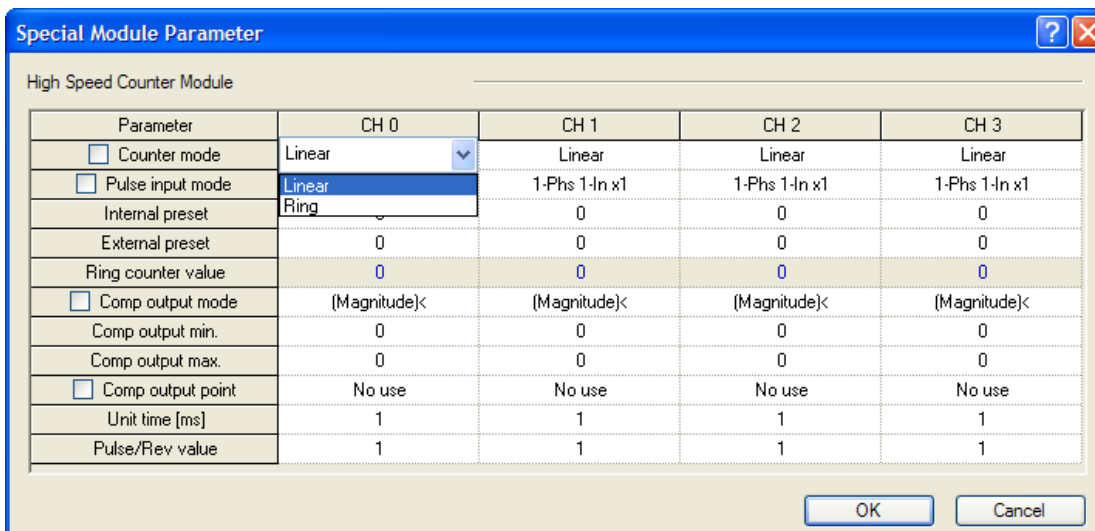 Special Module Parameter
High Speed Counter Module
Parameter CH 0 CH 1 CH 2 CH 3
Counter mode Linear Linear Linear Linear
Pulse input mode Linear 1-Phs 1-In x1 1-Phs 1-In x1 1-Phs 1-In x1
Ring
Internal preset 0 0 0
External preset 0 0 0 0
Ring counter value 0 0 0 0
Comp output mode (Magnitude)< (Magnitude)< (Magnitude)< (Magnitude)<
Comp output min. 0 0 0 0
Comp output max. 0 0 0 0
Comp output point No use No use No use No use
Unit time [ms] 1 1 1 1
Pulse/Rev value 1 1 1 1
OK Cancel